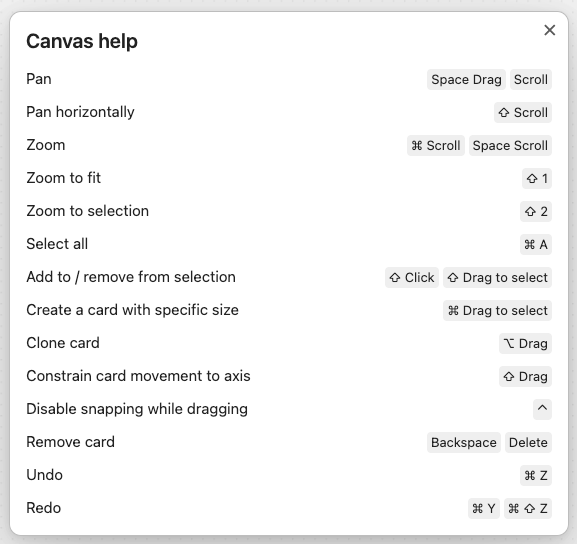 Canvas help
Pan Space Drag Scroll
Pan horizontally ⇧ Scroll
Zoom ⌘ Scroll Space Scroll
Zoom to fit ⇧ 1
Zoom to selection ⇧ 2
Select all ⌘ A
Add to / remove from selection ⇧ Click ⇧ Drag to select
Create a card with specific size ⌘ Drag to select
Clone card ⌥ Drag
Constrain card movement to axis ⇧ Drag
Disable snapping while dragging ^
Remove card Backspace Delete
Undo ⌘ Z
Redo ⌘ Y ⌘ ⇧ Z